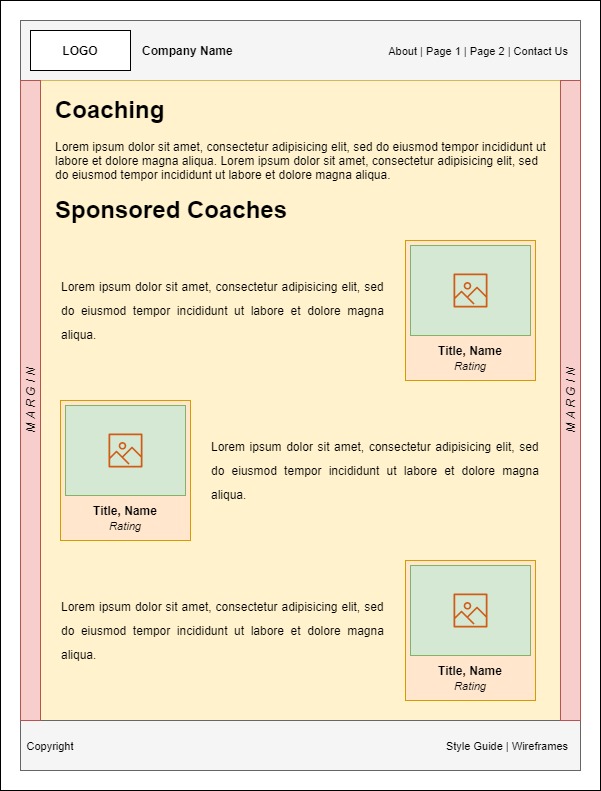 LOGO
Company Name
About | Page 1 | Page 2 | Contact Us
Coaching
Lorem ipsum dolor sit amet, consectetur adipisicing elit, sed do eiusmod tempor incididunt ut
labore et dolore magna aliqua. Lorem ipsum dolor sit amet, consectetur adipisicing elit, sed
do eiusmod tempor incididunt ut labore et dolore magna aliqua.
Sponsored Coaches
Lorem ipsum dolor sit amet, consectetur adipisicing elit, sed
do eiusmod tempor incididunt ut labore et dolore magna
aliqua.
Title, Name
Rating
MARGIN
MARGIN
Title, Name
Rating
Lorem ipsum dolor sit amet, consectetur adipisicing elit, sed
do eiusmod tempor incididunt ut labore et dolore magna
aliqua.
Lorem ipsum dolor sit amet, consectetur adipisicing elit, sed
do eiusmod tempor incididunt ut labore et dolore magna
aliqua.
Title, Name
Rating
Copyright
Style Guide | Wireframes